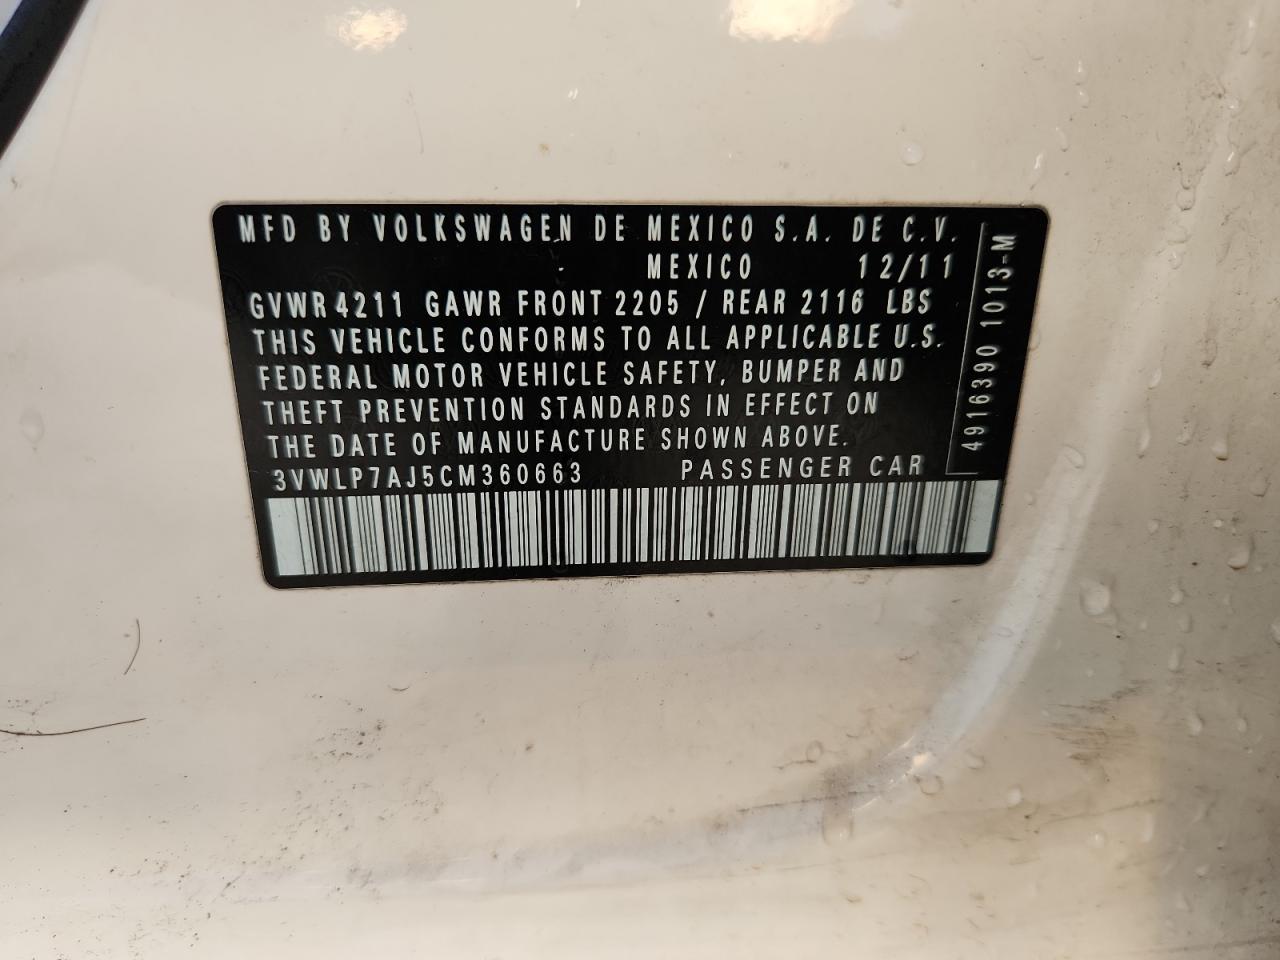 MFD BY VOLKSWAGEN DE MEXICO S.A. DE C.V.
MEXICO 12/11
GVWR 4211 GAWR FRONT 2205 / REAR 2116 LBS
THIS VEHICLE CONFORMS TO ALL APPLICABLE U.S.
FEDERAL MOTOR VEHICLE SAFETY, BUMPER AND
THEFT PREVENTION STANDARDS IN EFFECT ON
THE DATE OF MANUFACTURE SHOWN ABOVE.
3VWLP7AJ5CM360663 PASSENGER CAR
4916390 1013-M